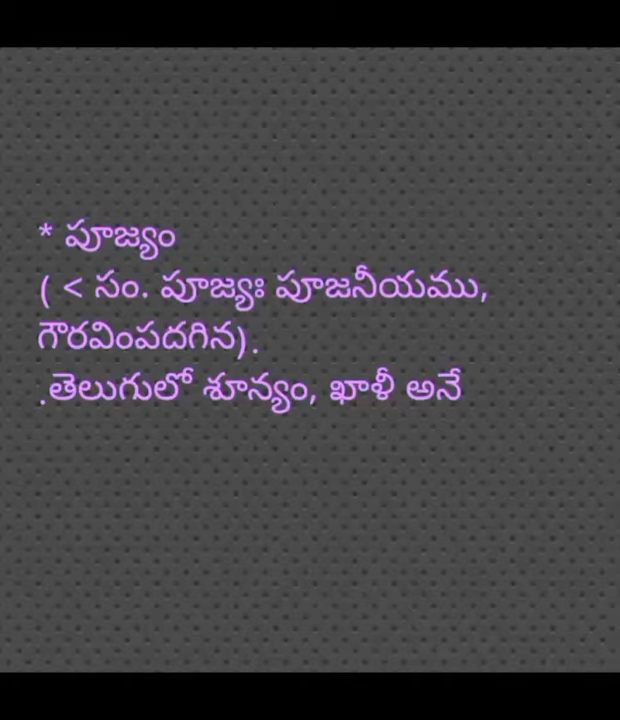 * పూజ్యం
( < సం. పూజ్యః పూజనీయము,
గౌరవింపదగిన).
.తెలుగులో శూన్యం, ఖాళీ అనే